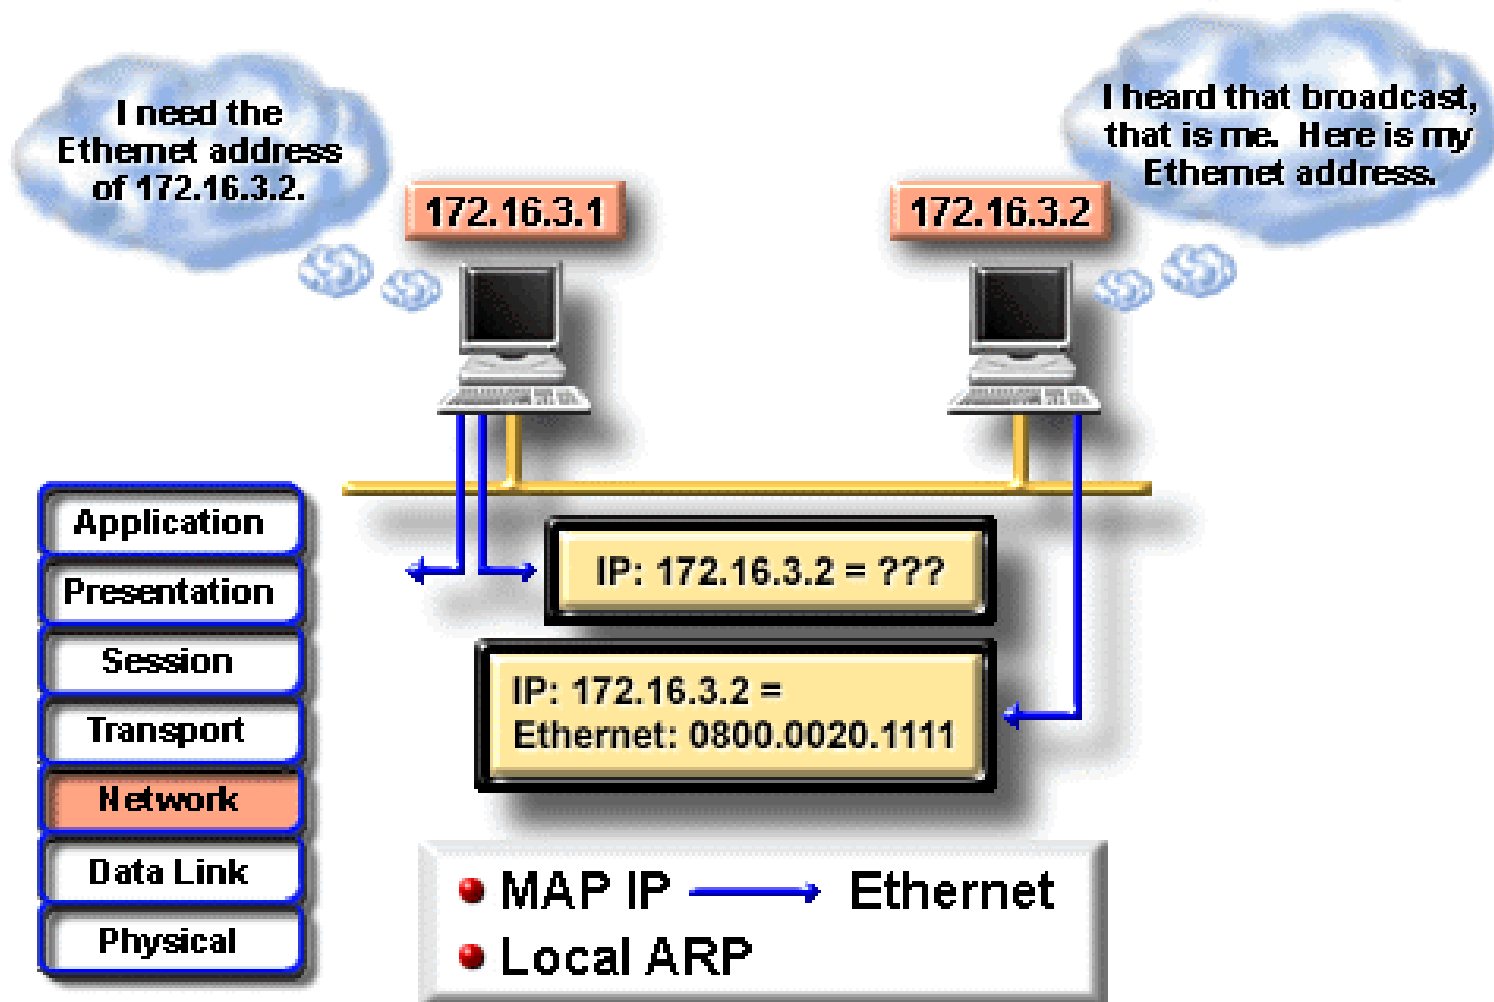 I need the
Ethernet address
of 172.16.3.2.
I heard that broadcast,
that is me. Here is my
Ethernet address.
172.16.3.1
172.16.3.2
Application
Presentation
Session
Transport
Network
Data Link
Physical
IP: 172.16.3.2 = ???
IP: 172.16.3.2 =
Ethernet: 0800.0020.1111
MAP IP Ethernet
Local ARP